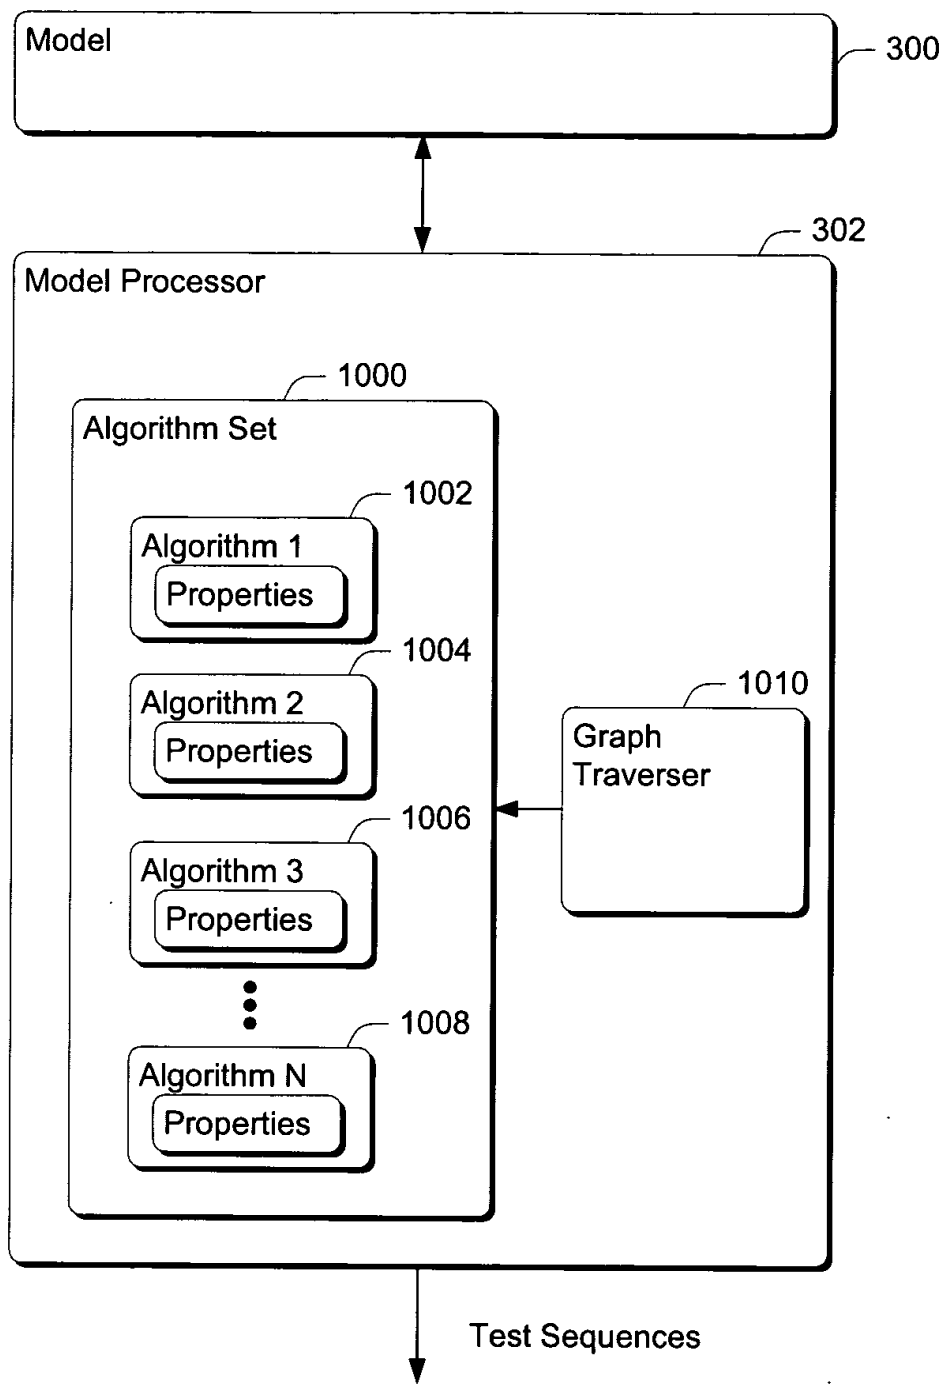 Model
300
302
Model Processor
1000
Algorithm Set
1002
Algorithm 1
Properties
1004
Algorithm 2
Properties
1010
Graph
Traverser
1006
Algorithm 3
Properties
1008
Algorithm N
Properties
Test Sequences